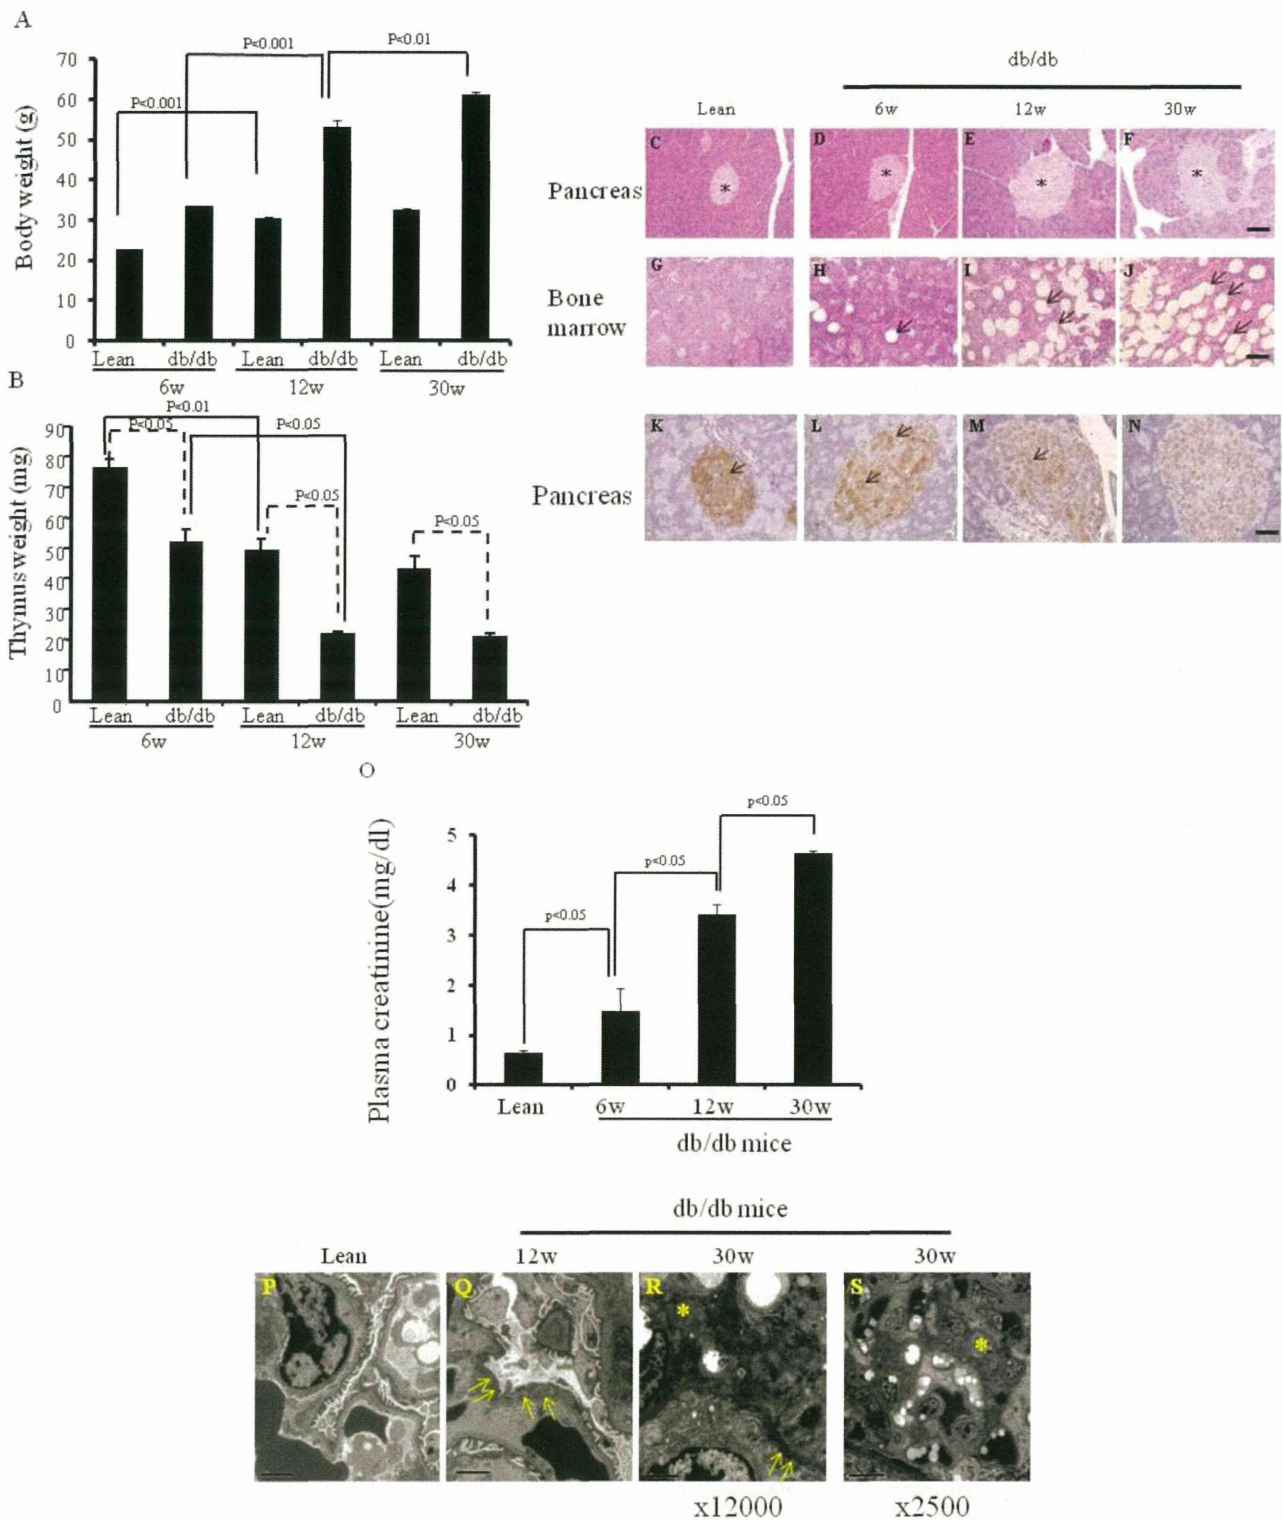 A
P<0.001
P<0.01
P<0.001
Body weight (g)
70
60
50
40
30
20
10
0
Lean db/db Lean db/db Lean db/db
6w 12w 30w
B
P<0.01
P<0.05
P<0.05
P<0.05
P<0.05
Thymus weight (mg)
90
80
70
60
50
40
30
20
10
0
Lean db/db Lean db/db Lean db/db
6w 12w 30w
db/db
Lean 6w 12w 30w
Pancreas
C D E F
* * * *
Bone
marrow
G H I J
Pancreas
K L M N
O
p<0.05
p<0.05
p<0.05
Plasma creatinine(mg/dl)
5
4
3
2
1
0
Lean 6w 12w 30w
db/db mice
db/db mice
Lean 12w 30w 30w
P Q R S
* *
x12000 x2500